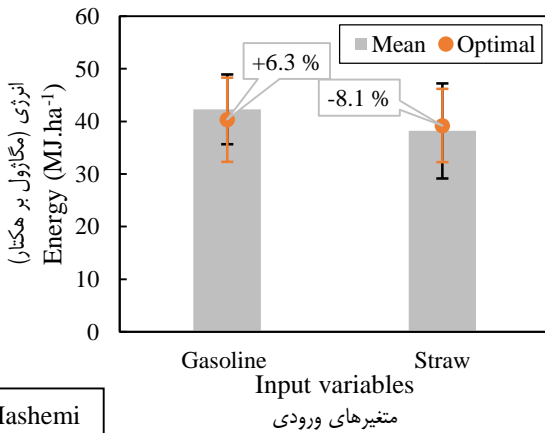 60
50
40
30
20
10
0
انرژی (مگاژول بر هکتار)
Energy (MJ.ha-1)
Mean Optimal
+6.3 %
-8.1 %
Gasoline Straw
Input variables
متغیرهای ورودی
Hashemi